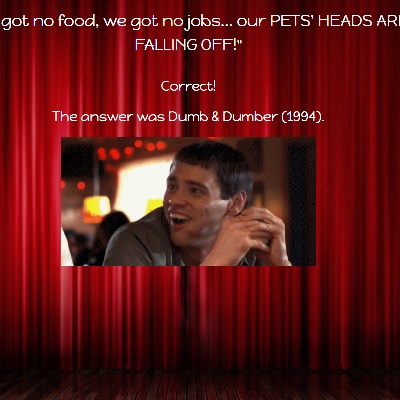 got no food, we got no jobs... our PETS' HEADS ARE
FALLING OFF!"
Correct!
The answer was Dumb & Dumber (1994).